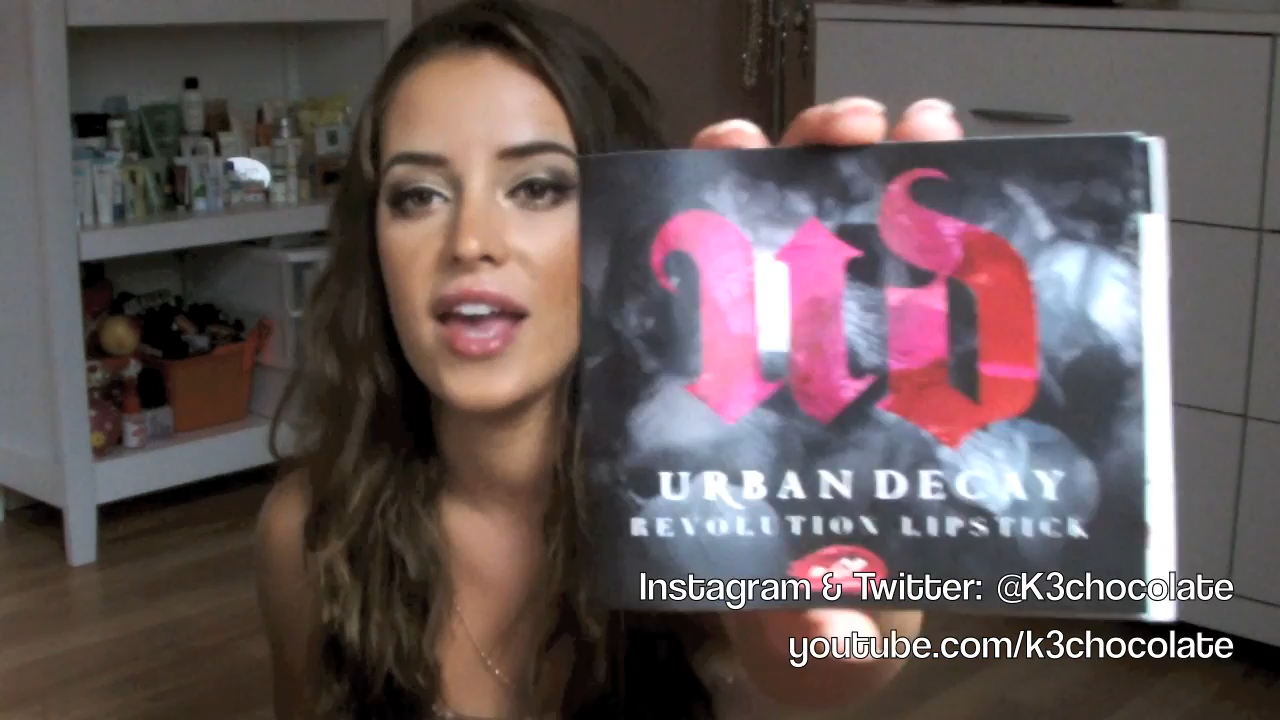 UD
URBAN DECAY
REVOLUTION LIPSTICK
Instagram & Twitter: @K3chocolate
youtube.com/k3chocolate